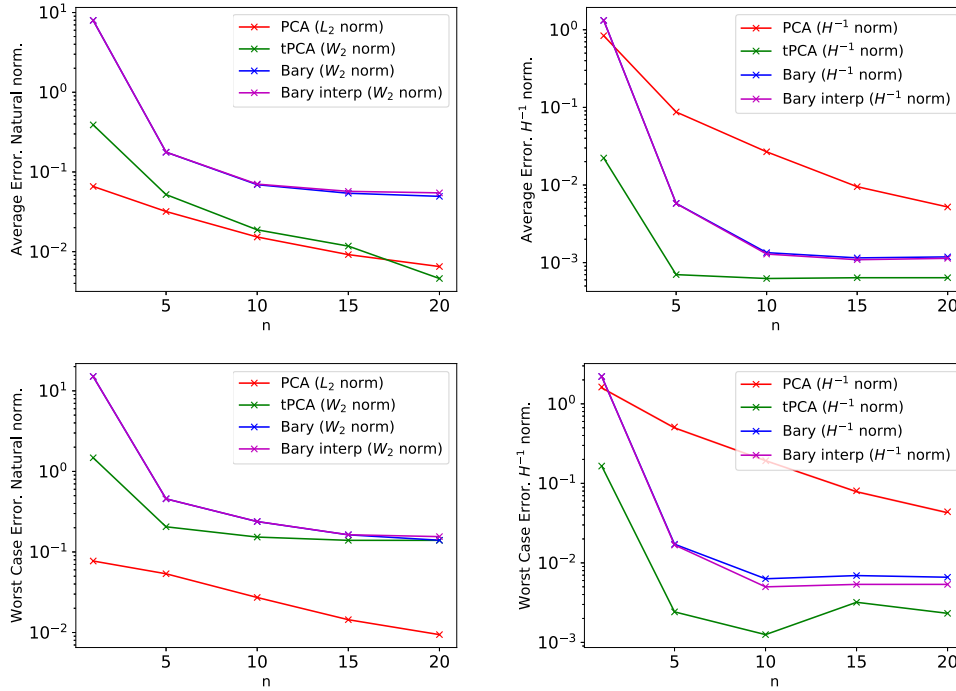 Average Error. Natural norm.
10^1
10^0
10^{-1}
10^{-2}
5
10
15
20
n
PCA (L_2 norm)
tPCA (W_2 norm)
Bary (W_2 norm)
Bary interp (W_2 norm)
Average Error. H^{-1} norm.
10^0
10^{-1}
10^{-2}
10^{-3}
5
10
15
20
n
PCA (H^{-1} norm)
tPCA (H^{-1} norm)
Bary (H^{-1} norm)
Bary interp (H^{-1} norm)
Worst Case Error. Natural norm.
10^1
10^0
10^{-1}
10^{-2}
5
10
15
20
n
PCA (L_2 norm)
tPCA (W_2 norm)
Bary (W_2 norm)
Bary interp (W_2 norm)
Worst Case Error. H^{-1} norm.
10^0
10^{-1}
10^{-2}
10^{-3}
5
10
15
20
n
PCA (H^{-1} norm)
tPCA (H^{-1} norm)
Bary (H^{-1} norm)
Bary interp (H^{-1} norm)